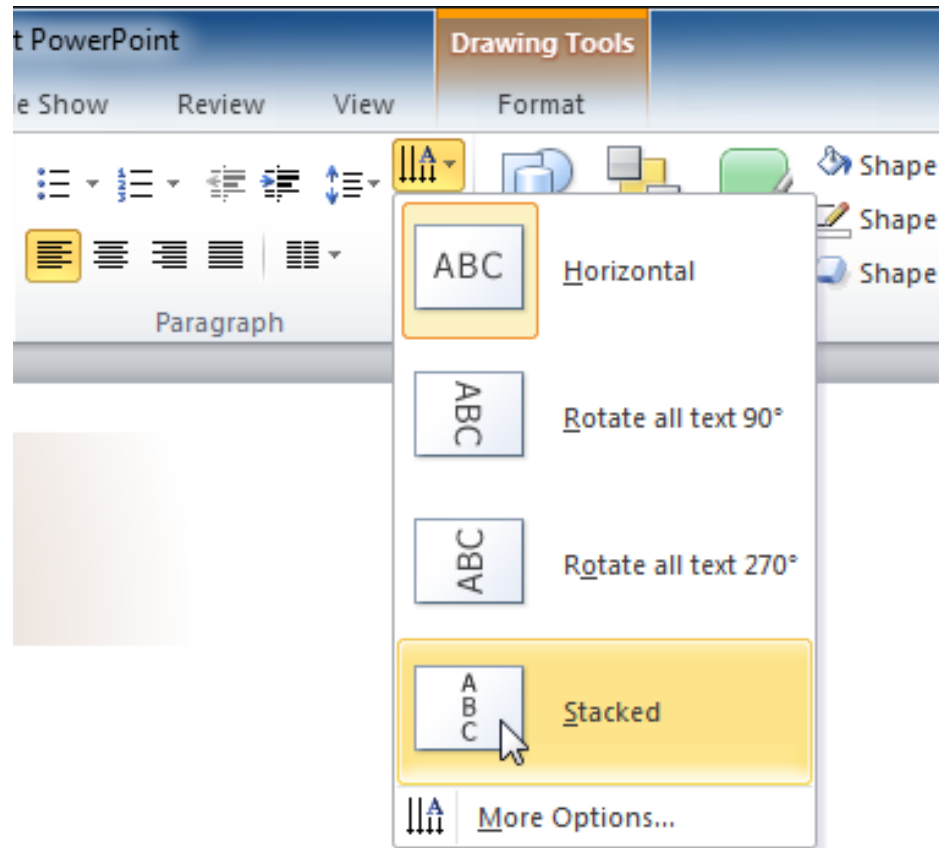 t PowerPoint
Drawing Tools
le Show Review View Format
Shape
Shape
Shape
Paragraph
ABC Horizontal
ABC Rotate all text 90°
ABC Rotate all text 270°
A
B
C
Stacked
More Options...